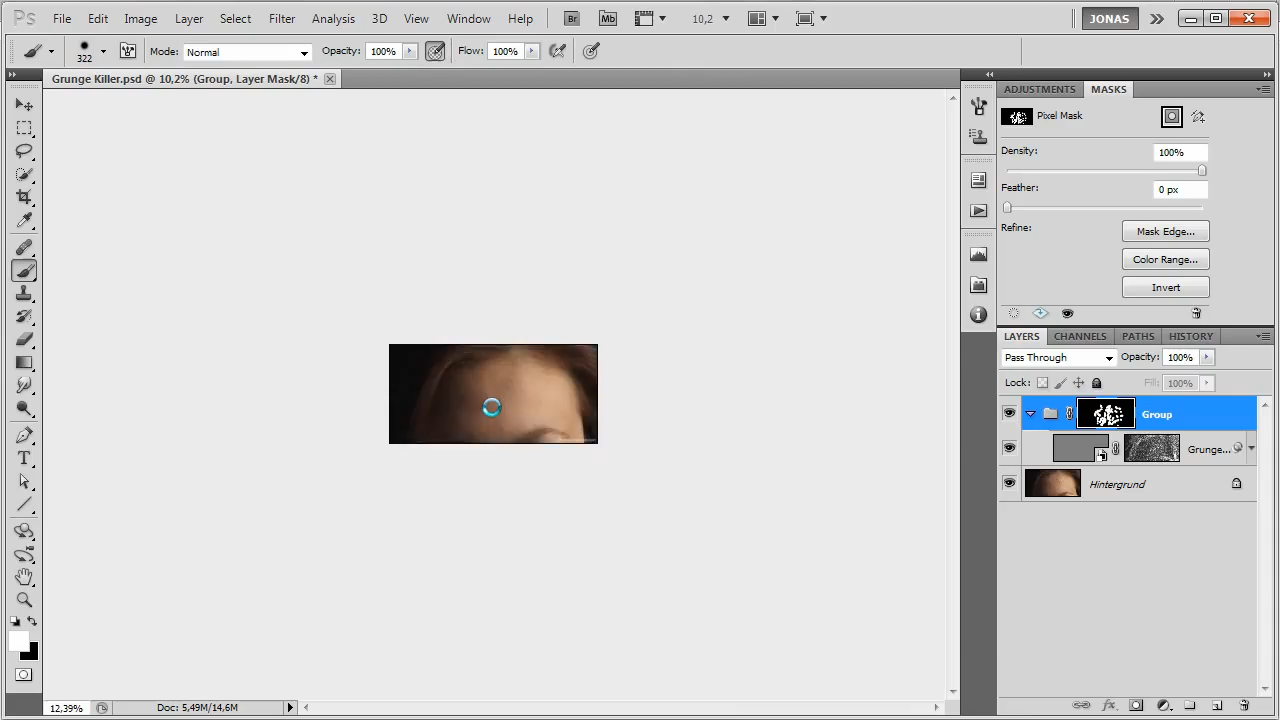 Ps File Edit Image Layer Select Filter Analysis 3D View Window Help Br Mb 10,2 JONAS
322 Mode: Normal Opacity: 100% Flow: 100%
Grunge Killer.psd @ 10,2% (Group, Layer Mask/8) *
ADJUSTMENTS MASKS
Pixel Mask
Density: 100%
Feather: 0 px
Refine: Mask Edge...
Color Range...
Invert
LAYERS CHANNELS PATHS HISTORY
Pass Through Opacity: 100%
Lock: Fill: 100%
Group
Grunge...
Hintergrund
12,39% Doc: 5,49M/14,6M